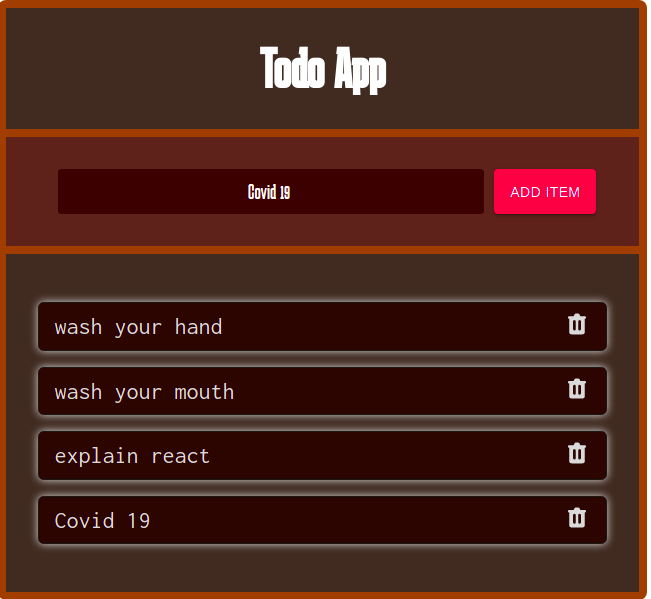 Todo App
Covid 19
ADD ITEM
wash your hand
wash your mouth
explain react
Covid 19